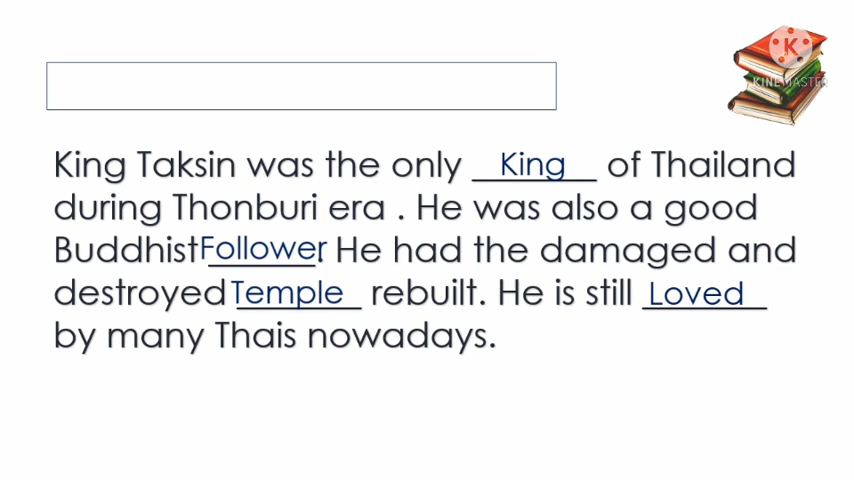 K
KINEMASTER
King Taksin was the only King of Thailand
during Thonburi era . He was also a good
Buddhist Follower. He had the damaged and
destroyed Temple rebuilt. He is still Loved
by many Thais nowadays.